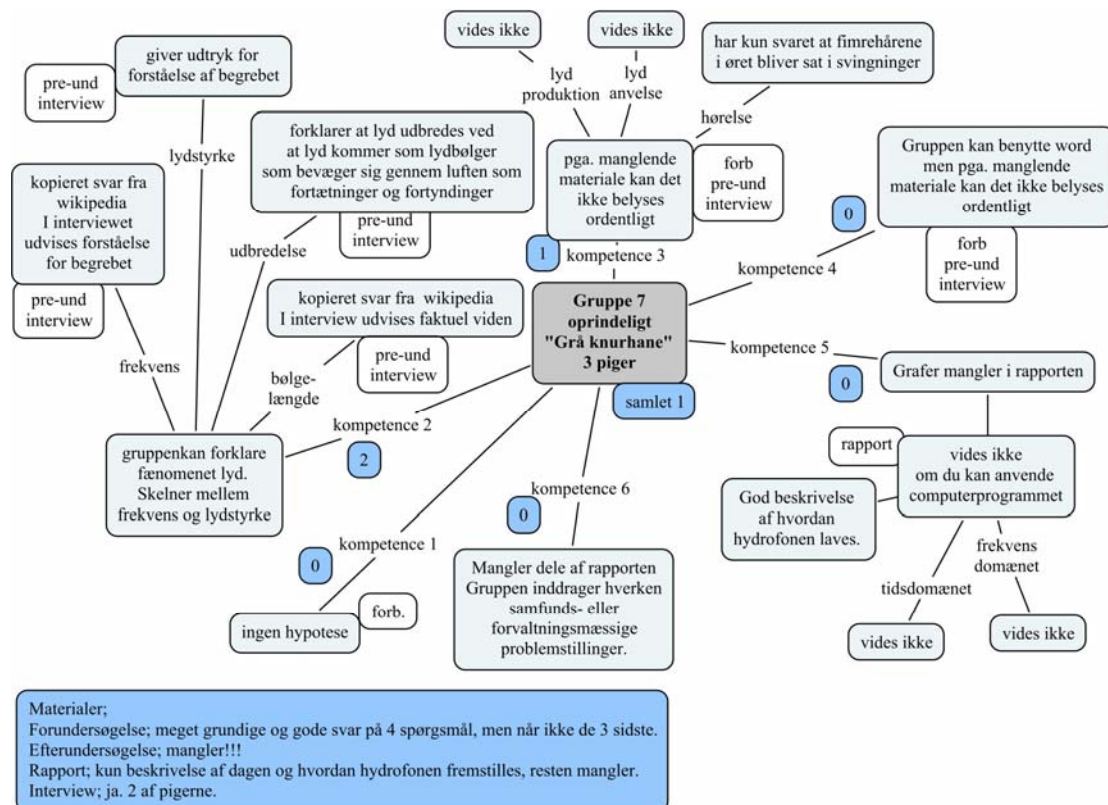 vides ikke
vides ikke
har kun svaret at fimrehårene
i øret bliver sat i svingninger
giver udtryk for
forståelse af begrebet
pre-und
interview
lyd
produktion
lyd
anvelse
hørelse
lydstyrke
forklarer at lyd udbredes ved
at lyd kommer som lydbølger
som bevæger sig gennem luften som
fortætninger og fortyndinger
pre-und
interview
pga. manglende
materiale kan det
ikke belyses
ordentligt
forb
pre-und
interview
Gruppen kan benytte word
men pga. manglende
materiale kan det ikke belyses
ordentligt
forb
pre-und
interview
kopieret svar fra
wikipedia
I interviewet
udvises forståelse
for begrebet
pre-und
interview
udbredelse
1
kompetence 3
0
kompetence 4
kopieret svar fra wikipedia
I interview udvises faktuel viden
pre-und
interview
Gruppe 7
oprindeligt
"Grå knurhane"
3 piger
samlet 1
kompetence 5
0
Grafer mangler i rapporten
frekvens
bølge-
længde
kompetence 2
2
gruppenkan forklare
fænomenet lyd.
Skelner mellem
frekvens og lydstyrke
rapport
vides ikke
om du kan anvende
computerprogrammet
God beskrivelse
af hvordan
hydrofonen laves.
kompetence 6
0
kompetence 1
0
frekvens
domænet
tidsdomænet
Mangler dele af rapporten
Gruppen inddrager hverken
samfunds- eller
forvaltningsmæssige
problemstillinger.
forb.
ingen hypotese
vides ikke
vides ikke
Materialer;
Forundersøgelse; meget grundige og gode svar på 4 spørgsmål, men når ikke de 3 sidste.
Efterundersøgelse; mangler!!!
Rapport; kun beskrivelse af dagen og hvordan hydrofonen fremstilles, resten mangler.
Interview; ja. 2 af pigerne.